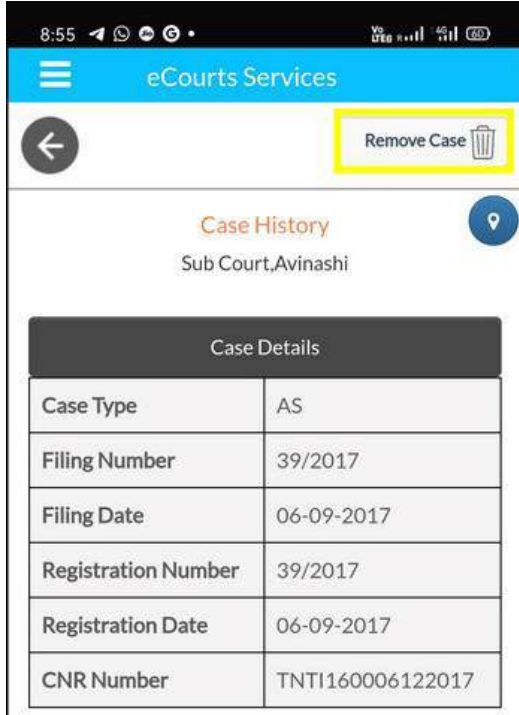 8:55
eCourts Services
Remove Case
Case History
Sub Court,Avinashi
Case Details
Case Type AS
Filing Number 39/2017
Filing Date 06-09-2017
Registration Number 39/2017
Registration Date 06-09-2017
CNR Number TNTI160006122017